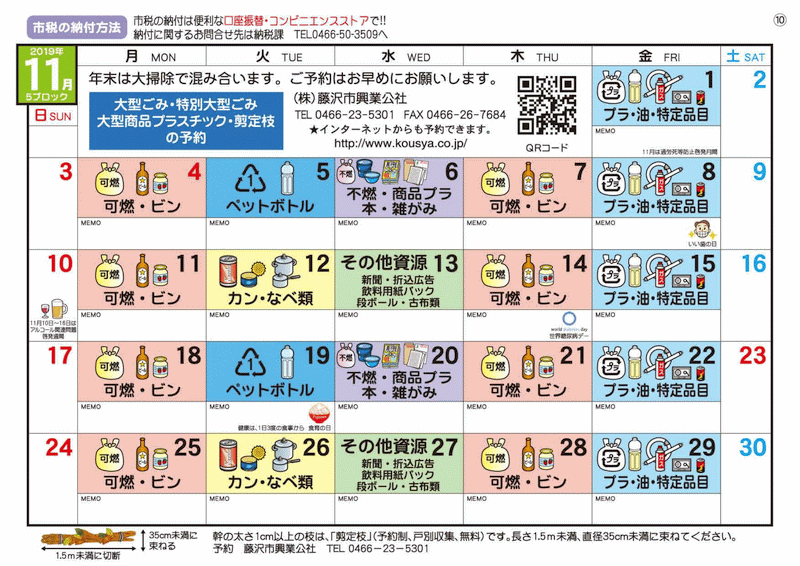 市税の納付方法
市税の納付は便利な口座振替・コンビニエンスストアで!!
納付に関するお問合せ先は納税課 TEL0466-50-3509へ
⑩
2019年
11月
5ブロック
日 SUN
月 MON
火 TUE
水 WED
木 THU
金 FRI
土 SAT
年末は大掃除で混み合います。ご予約はお早めにお願いします。
大型ごみ・特別大型ごみ
大型商品プラスチック・剪定枝
の予約
(株)藤沢市興業公社
TEL 0466-23-5301 FAX 0466-26-7684
★インターネットからも予約できます。
http://www.kousya.co.jp/
QRコード
1
プラ
プラ・油・特定品目
MEMO
11月は過労死等防止啓発月間
2
3
4
可燃
可燃・ビン
MEMO
5
1
ペットボトル
MEMO
6
不燃
不燃・商品プラ
本・雑がみ
MEMO
7
可燃
可燃・ビン
MEMO
8
プラ
プラ・油・特定品目
MEMO
いい歯の日
9
10
11月10日~16日は
アルコール関連問題
啓発週間
11
可燃
可燃・ビン
MEMO
12
カン・なべ類
MEMO
その他資源 13
新聞・折込広告
飲料用紙パック
段ボール・古布類
MEMO
14
可燃
可燃・ビン
MEMO
world diabetes day
世界糖尿病デー
15
プラ
プラ・油・特定品目
MEMO
16
17
18
可燃
可燃・ビン
MEMO
19
1
ペットボトル
MEMO
健康は、1日3度の食事から 食育の日
20
不燃
不燃・商品プラ
本・雑がみ
MEMO
21
可燃
可燃・ビン
MEMO
22
プラ
プラ・油・特定品目
MEMO
23
24
25
可燃
可燃・ビン
MEMO
26
カン・なべ類
MEMO
その他資源 27
新聞・折込広告
飲料用紙パック
段ボール・古布類
MEMO
28
可燃
可燃・ビン
MEMO
29
プラ
プラ・油・特定品目
MEMO
30
35cm未満に
束ねる
1.5m未満に切断
幹の太さ1cm以上の枝は、「剪定枝」(予約制、戸別収集、無料)です。長さ1.5m未満、直径35cm未満に束ねてください。
予約 藤沢市興業公社 TEL 0466-23-5301